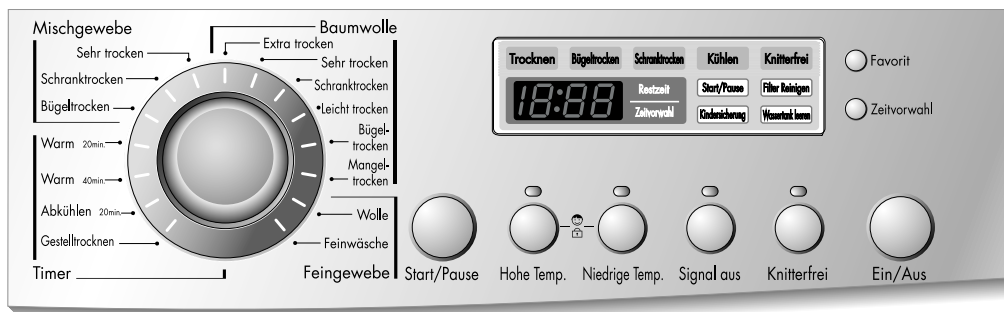 Mischgewebe
Baumwolle
Sehr trocken
Schranktrocken
Bügeltrocken
Extra trocken
Sehr trocken
Schranktrocken
Leicht trocken
Bügel-
trocken
Mangel-
trocken
Warm 20min.
Warm 40min.
Abkühlen 20min.
Gestelltrocknen
Wolle
Feinwäsche
Timer
Feingewebe
Trocknen Bügeltrocken Schranktrocken Kühlen Knitterfrei
18:88
Restzeit
Zeitvorwahl
Start/Pause Filter Reinigen
Kindersicherung Wassertank leeren
Favorit
Zeitvorwahl
Start/Pause Hohe Temp. Niedrige Temp. Signal aus Knitterfrei Ein/Aus